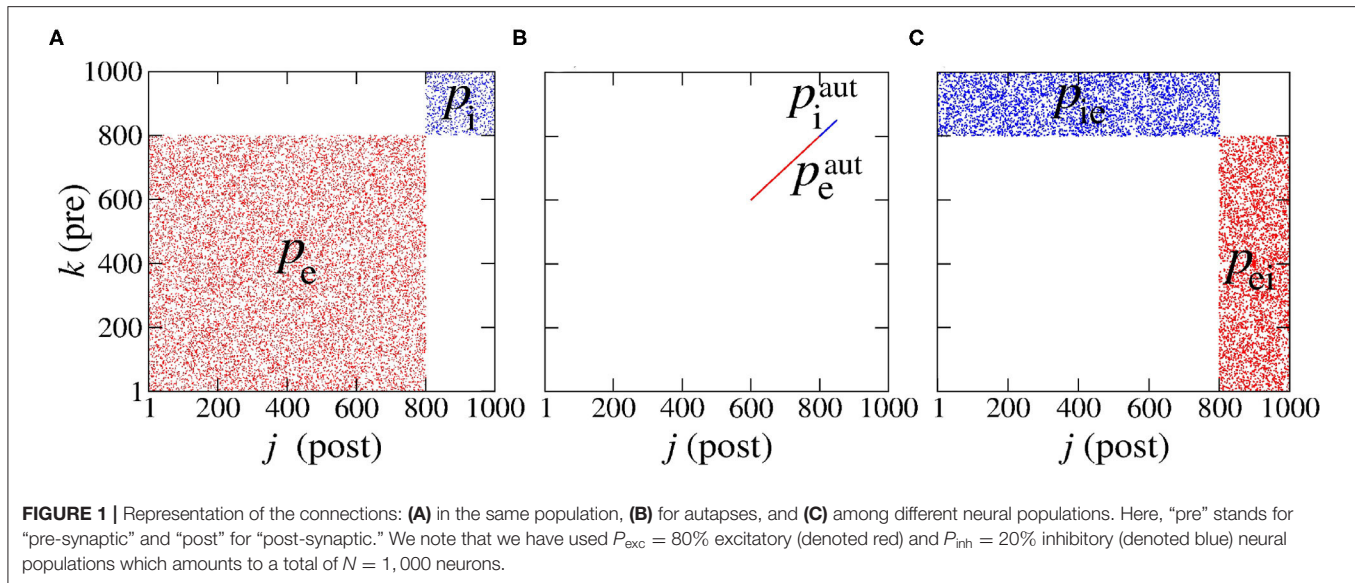 A
B
C
1000
800
600
400
200
1
k (pre)
p_i
p_e
1
200
400
600
800
1000
j (post)
p_i^aut
p_e^aut
1
200
400
600
800
1000
j (post)
p_ie
p_ei
1
200
400
600
800
1000
j (post)
FIGURE 1 | Representation of the connections: (A) in the same population, (B) for autapses, and (C) among different neural populations. Here, “pre” stands for
“pre-synaptic” and “post” for “post-synaptic.” We note that we have used P_exc = 80% excitatory (denoted red) and P_inh = 20% inhibitory (denoted blue) neural
populations which amounts to a total of N = 1, 000 neurons.